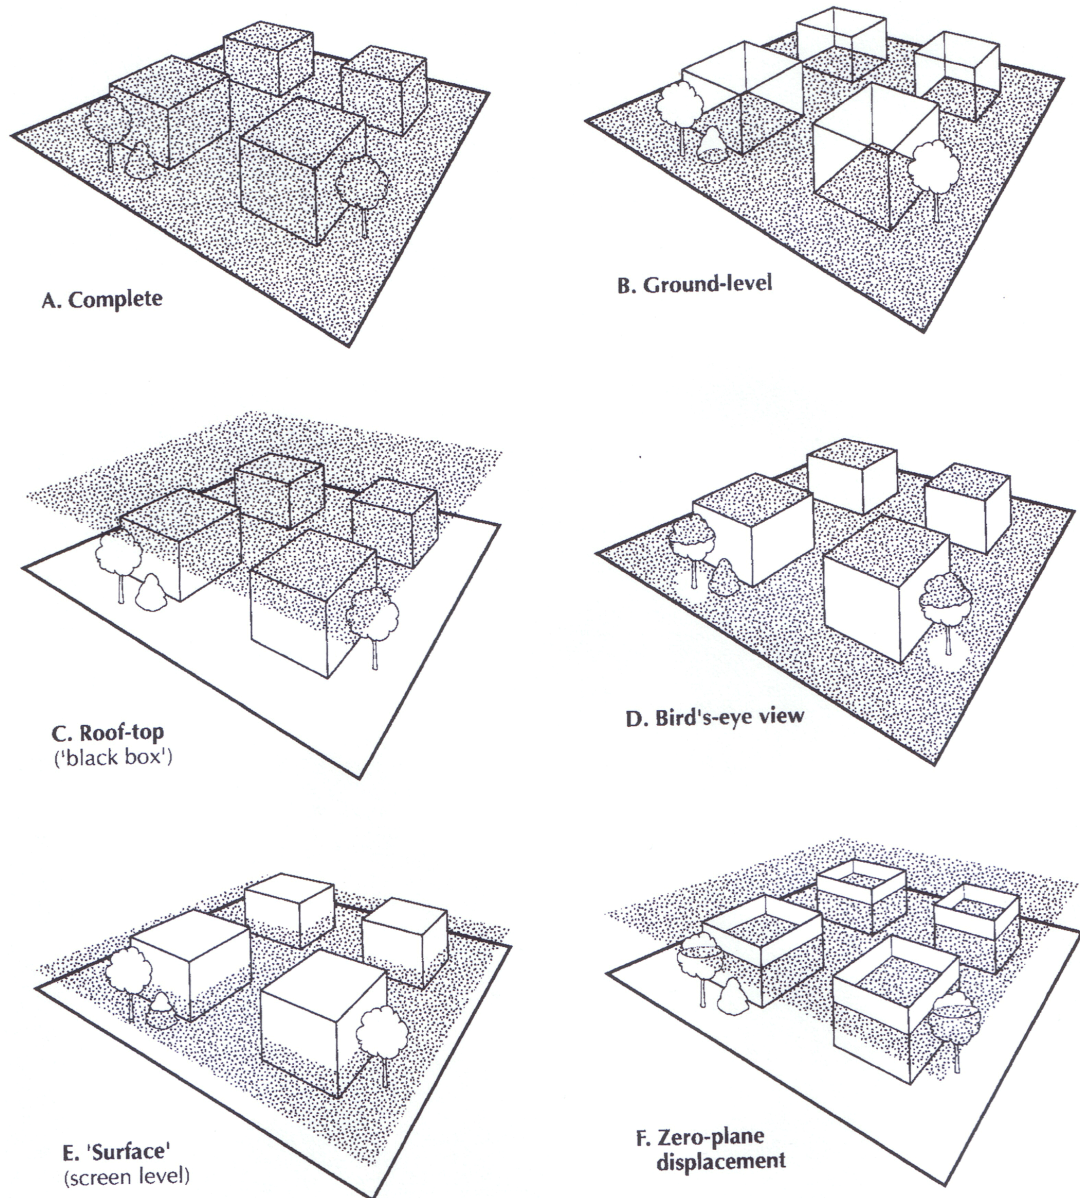 A. Complete
B. Ground-level
C. Roof-top
('black box')
D. Bird's-eye view
E. 'Surface'
(screen level)
F. Zero-plane
displacement